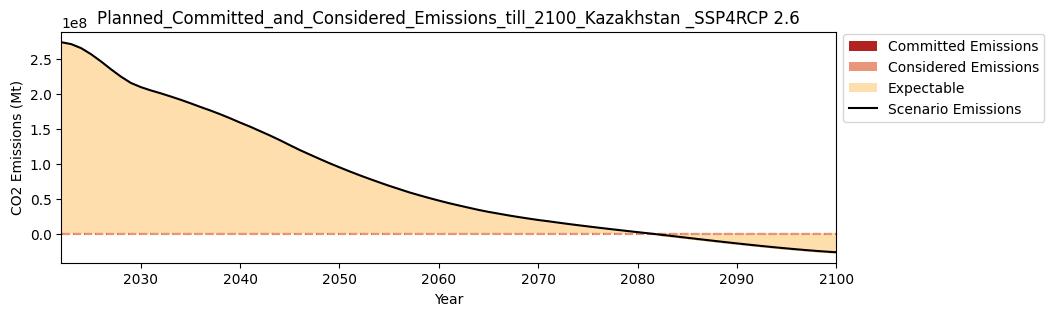 Planned_Committed_and_Considered_Emissions_till_2100_Kazakhstan _SSP4RCP 2.6
1e8
2.5
2.0
1.5
1.0
0.5
0.0
CO2 Emissions (Mt)
2030 2040 2050 2060 2070 2080 2090 2100
Year
Committed Emissions
Considered Emissions
Expectable
Scenario Emissions